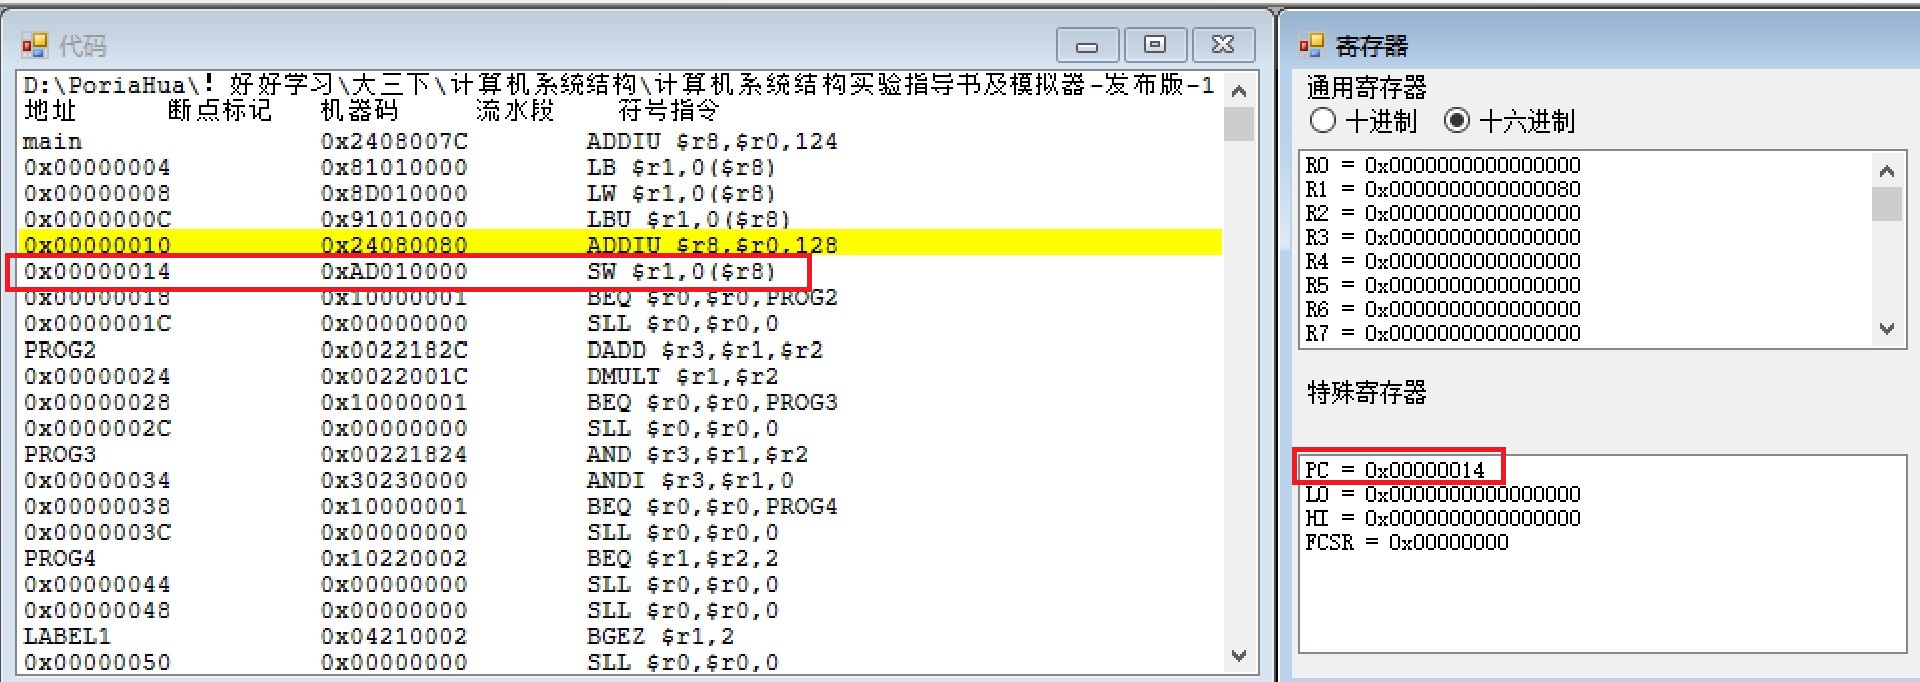 代码
D:\PoriaHua\! 好好学习\大三下\计算机系统结构\计算机系统结构实验指导书及模拟器-发布版-1
地址 断点标记 机器码 流水段 符号指令
main 0x2408007C ADDIU $r8,$r0,124
0x00000004 0x81010000 LB $r1,0($r8)
0x00000008 0x8D010000 LW $r1,0($r8)
0x0000000C 0x91010000 LBU $r1,0($r8)
0x00000010 0x24080080 ADDIU $r8,$r0,128
0x00000014 0xAD010000 SW $r1,0($r8)
0x00000018 0x10000001 BEQ $r0,$r0,PROG2
0x0000001C 0x00000000 SLL $r0,$r0,0
PROG2 0x0022182C DADD $r3,$r1,$r2
0x00000024 0x0022001C DMULT $r1,$r2
0x00000028 0x10000001 BEQ $r0,$r0,PROG3
0x0000002C 0x00000000 SLL $r0,$r0,0
PROG3 0x00221824 AND $r3,$r1,$r2
0x00000034 0x30230000 ANDI $r3,$r1,0
0x00000038 0x10000001 BEQ $r0,$r0,PROG4
0x0000003C 0x00000000 SLL $r0,$r0,0
PROG4 0x10220002 BEQ $r1,$r2,2
0x00000044 0x00000000 SLL $r0,$r0,0
0x00000048 0x00000000 SLL $r0,$r0,0
LABEL1 0x04210002 BGEZ $r1,2
0x00000050 0x00000000 SLL $r0,$r0,0
寄存器
通用寄存器
十进制 十六进制
R0 = 0x0000000000000000
R1 = 0x0000000000000080
R2 = 0x0000000000000000
R3 = 0x0000000000000000
R4 = 0x0000000000000000
R5 = 0x0000000000000000
R6 = 0x0000000000000000
R7 = 0x0000000000000000
特殊寄存器
PC = 0x00000014
LO = 0x0000000000000000
HI = 0x0000000000000000
FCSR = 0x00000000